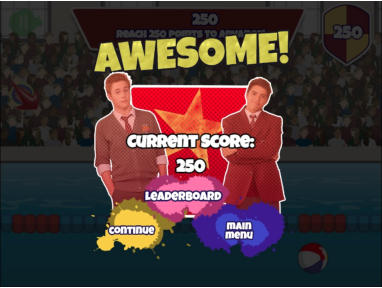 250
REACH 250 POINTS TO ADVANCE!
250
AWESOME!
CURRENT SCORE:
250
LEADERBOARD
CONTINUE
MAIN
MENU